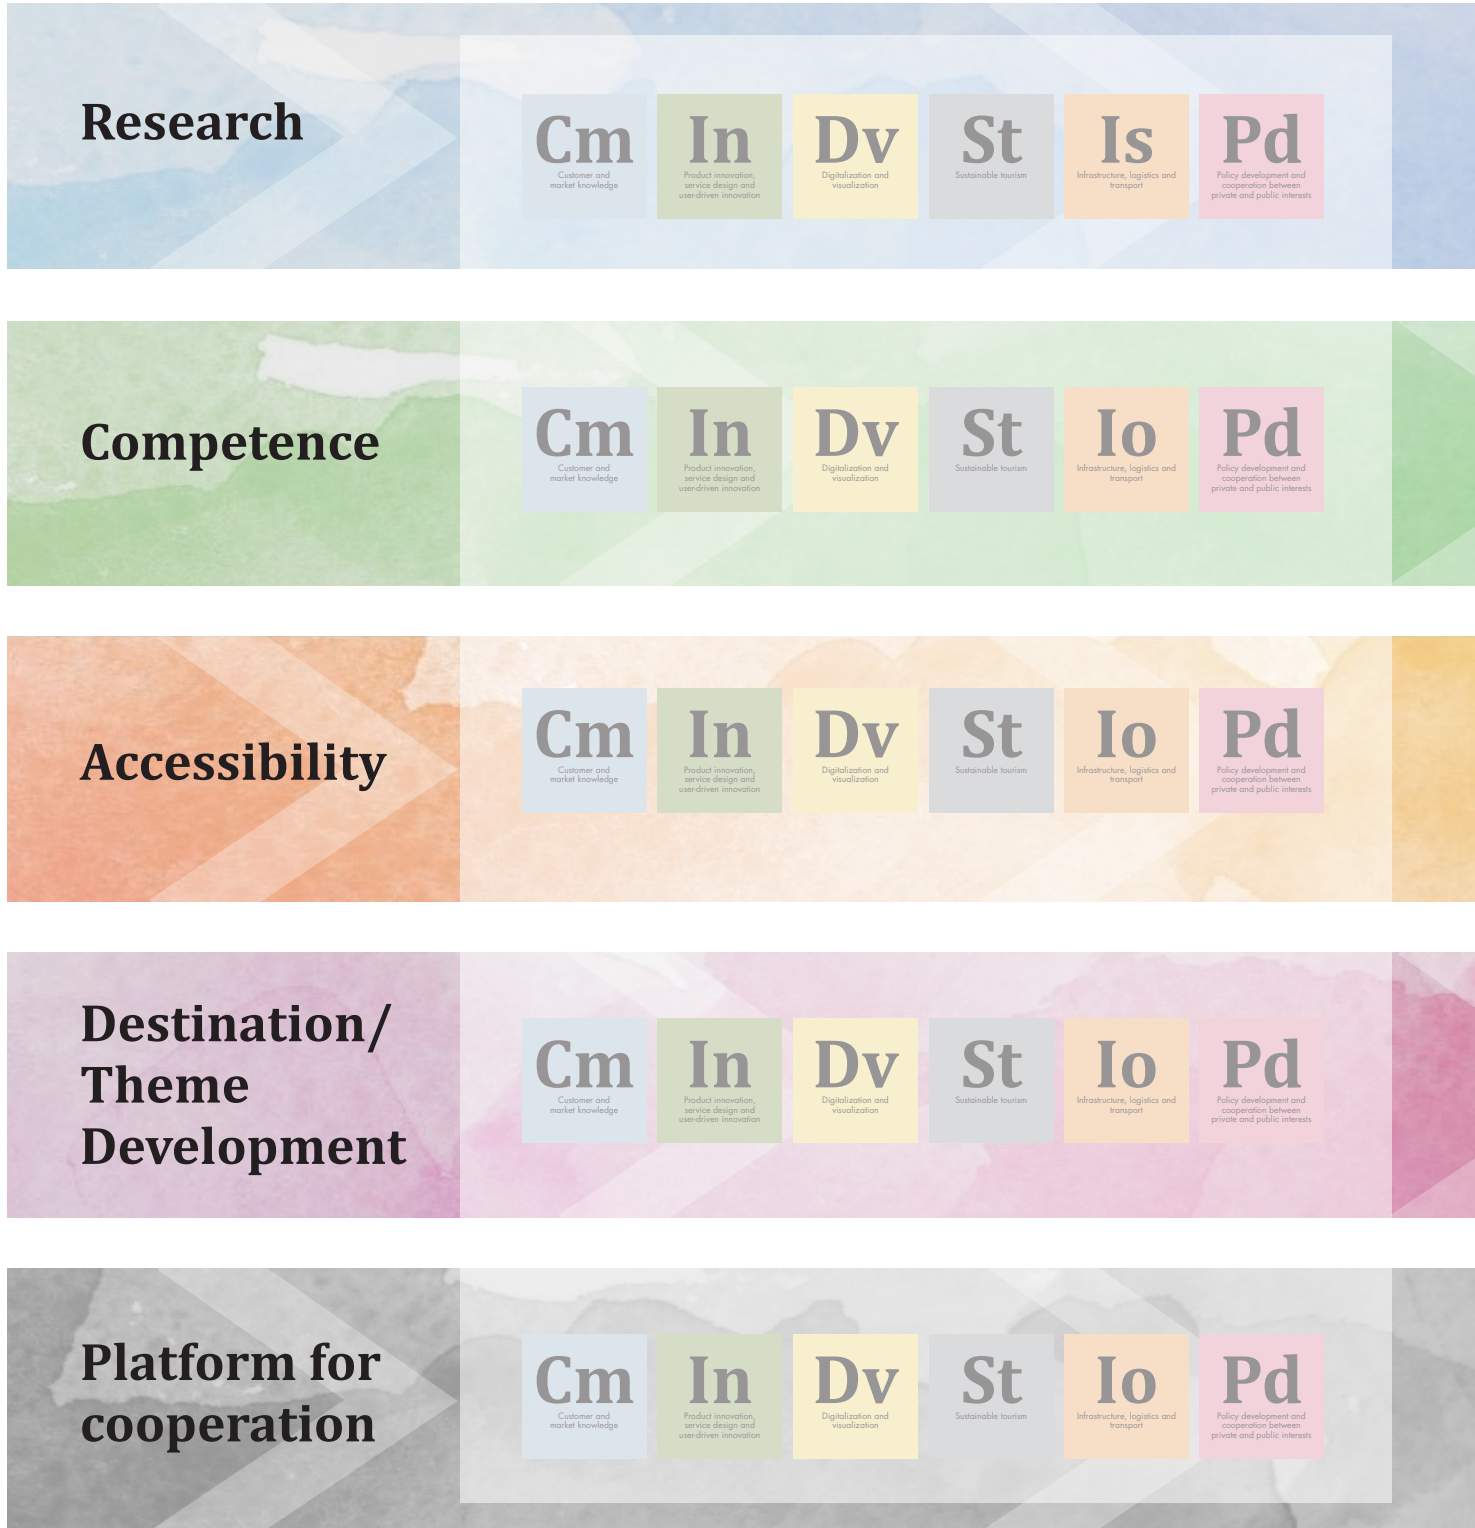 Research
Cm
Customer and
market knowledge
In
Product innovation,
service design and
user-driven innovation
Dv
Digitalization and
visualization
St
Sustainable tourism
Is
Infrastructure, logistics and
transport
Pd
Policy development and
cooperation between
private and public interests
Competence
Cm
Customer and
market knowledge
In
Product innovation,
service design and
user-driven innovation
Dv
Digitalization and
visualization
St
Sustainable tourism
Io
Infrastructure, logistics and
transport
Pd
Policy development and
cooperation between
private and public interests
Accessibility
Cm
Customer and
market knowledge
In
Product innovation,
service design and
user-driven innovation
Dv
Digitalization and
visualization
St
Sustainable tourism
Io
Infrastructure, logistics and
transport
Pd
Policy development and
cooperation between
private and public interests
Destination/
Theme
Development
Cm
Customer and
market knowledge
In
Product innovation,
service design and
user-driven innovation
Dv
Digitalization and
visualization
St
Sustainable tourism
Io
Infrastructure, logistics and
transport
Pd
Policy development and
cooperation between
private and public interests
Platform for
cooperation
Cm
Customer and
market knowledge
In
Product innovation,
service design and
user-driven innovation
Dv
Digitalization and
visualization
St
Sustainable tourism
Io
Infrastructure, logistics and
transport
Pd
Policy development and
cooperation between
private and public interests